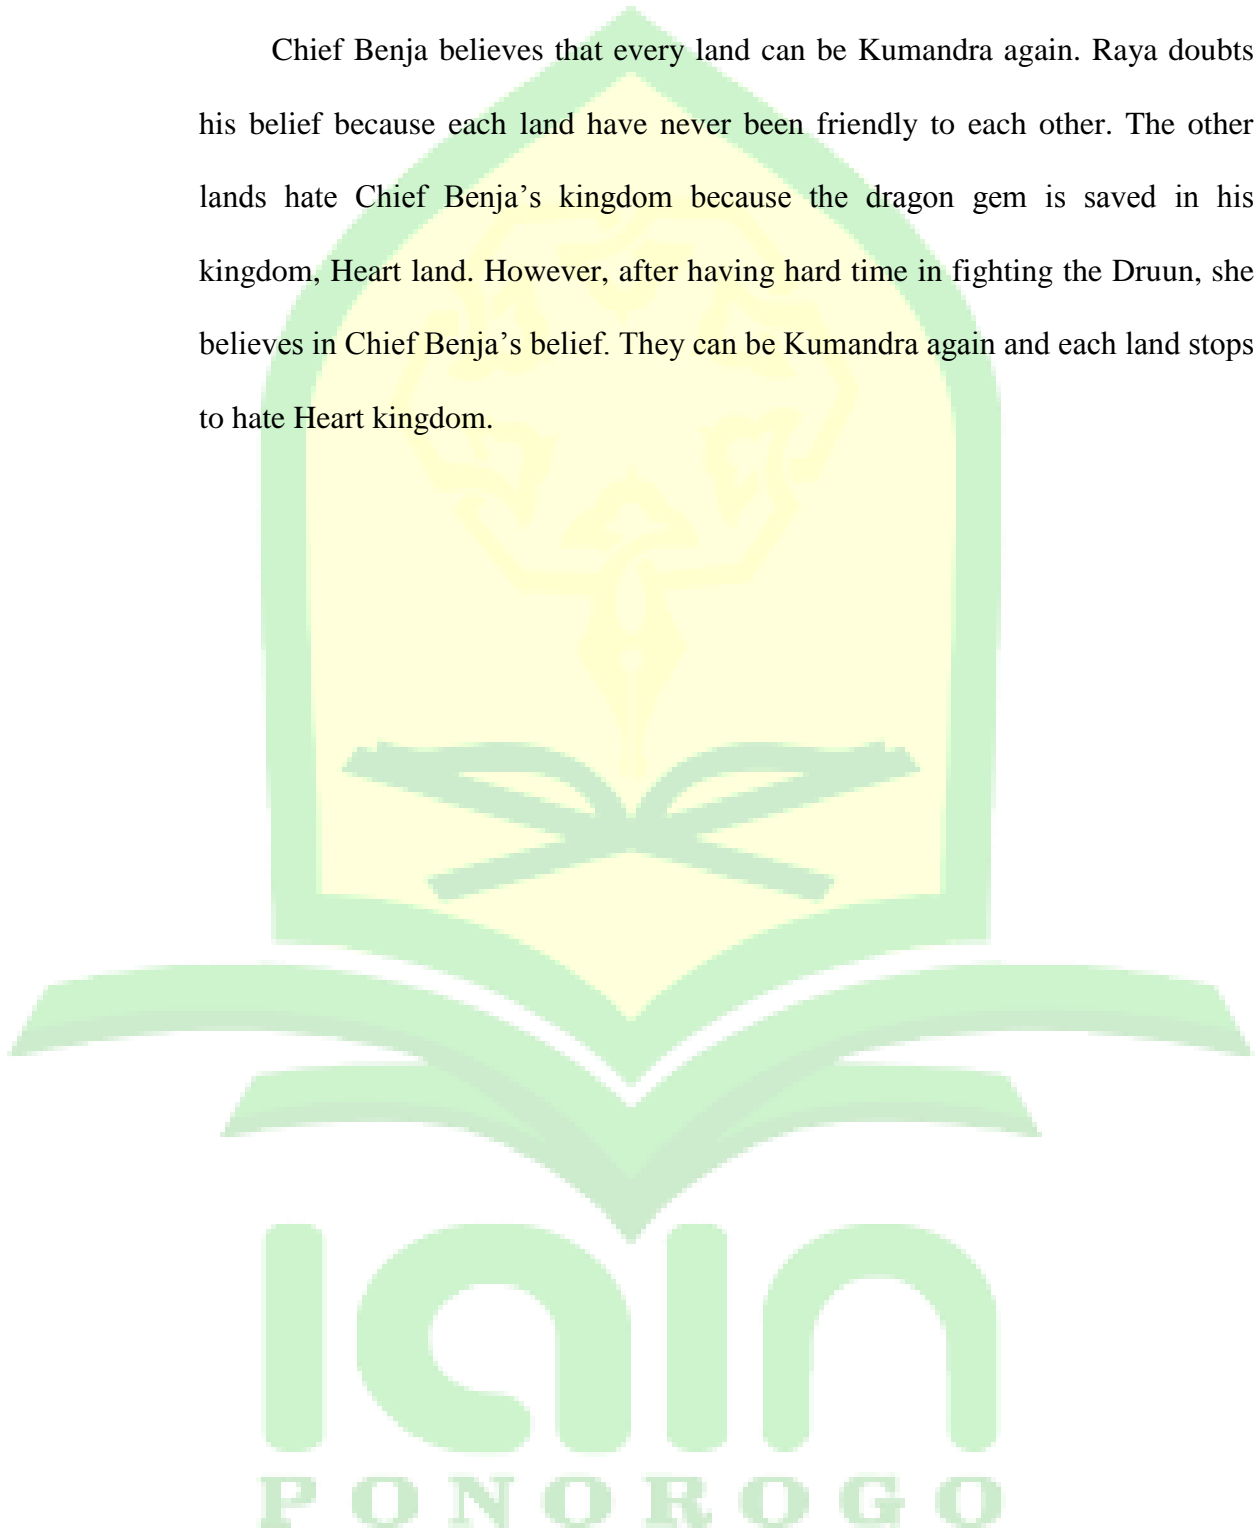 Chief Benja believes that every land can be Kumandra again. Raya doubts
his belief because each land have never been friendly to each other. The other
lands hate Chief Benja’s kingdom because the dragon gem is saved in his
kingdom, Heart land. However, after having hard time in fighting the Druun, she
believes in Chief Benja’s belief. They can be Kumandra again and each land stops
to hate Heart kingdom.
iain
PONOROGO